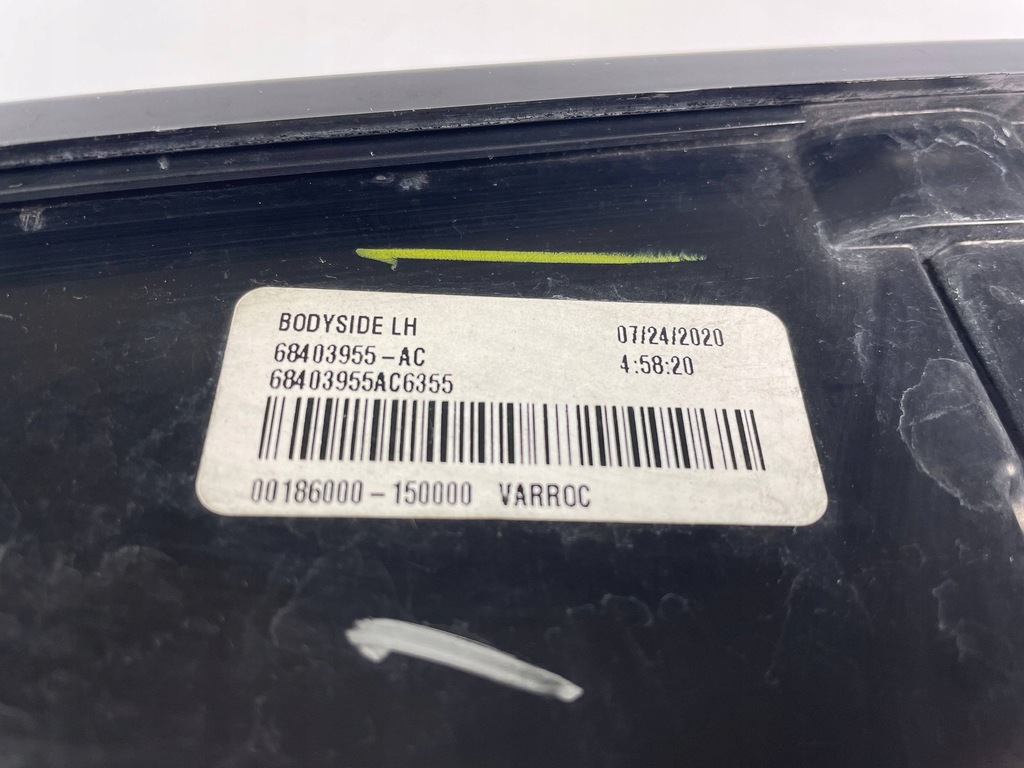 BODYSIDE LH
07/24/2020
68403955-AC
4:58:20
68403955AC6355
00186000-150000 VARROC